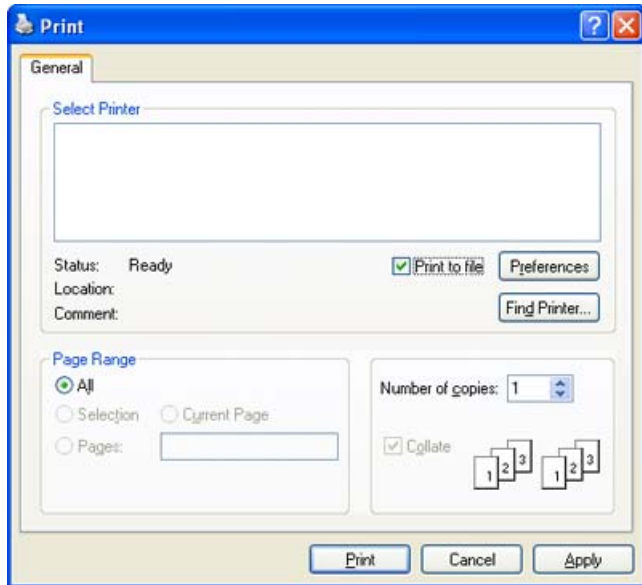 Print
General
Select Printer
Status: Ready
Print to file
Preferences
Location:
Comment:
Find Printer...
Page Range
All
Selection
Current Page
Pages:
Number of copies: 1
Collate
1 2 3 1 2 3
Print Cancel Apply